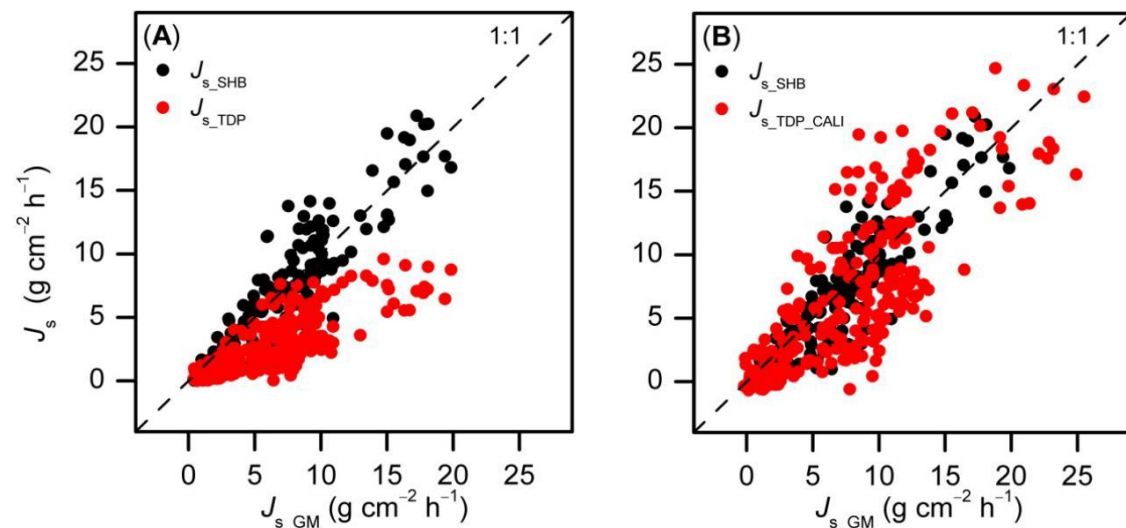 (A) 1:1
J_s_SHB
J_s_TDP
25
20
15
10
5
0
J_s (g cm⁻² h⁻¹)
0 5 10 15 20 25
J_s_GM (g cm⁻² h⁻¹)
(B) 1:1
J_s_SHB
J_s_TDP_CALI
25
20
15
10
5
0
0 5 10 15 20 25
J_s_GM (g cm⁻² h⁻¹)